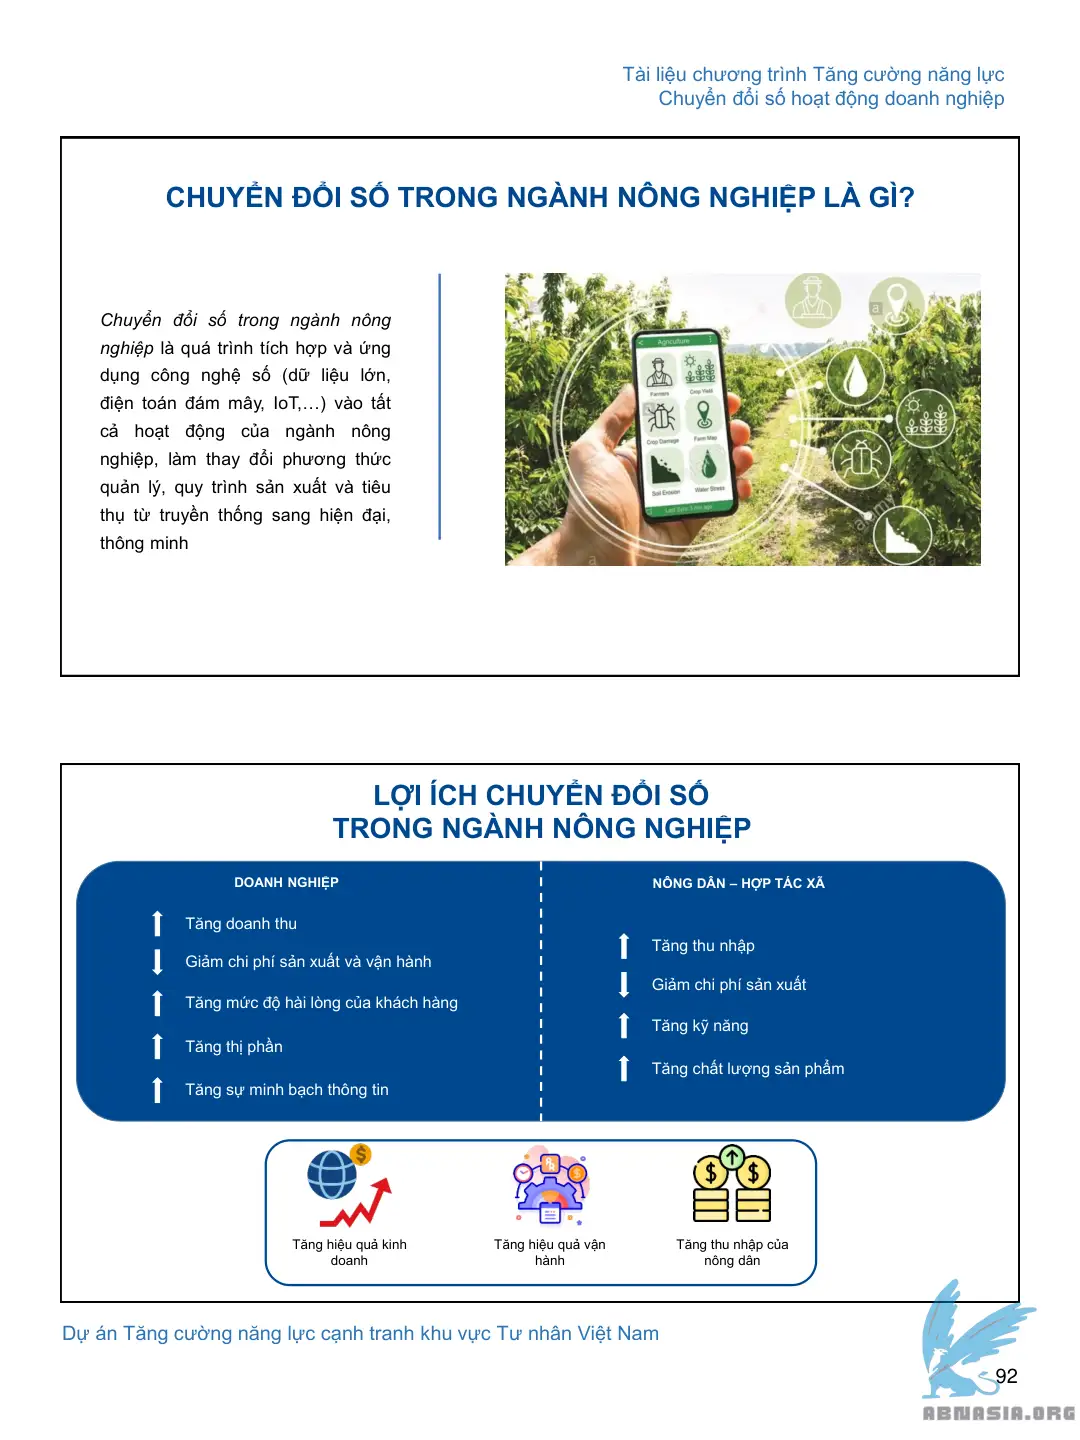 Tài liệu chương trình Tăng cường năng lực
Chuyển đổi số hoạt động doanh nghiệp
CHUYỂN ĐỔI SỐ TRONG NGÀNH NÔNG NGHIỆP LÀ GÌ?
Chuyển đổi số trong ngành nông
nghiệp là quá trình tích hợp và ứng
dụng công nghệ số (dữ liệu lớn,
điện toán đám mây, IoT,...) vào tất
cả hoạt động của ngành nông
nghiệp, làm thay đổi phương thức
quản lý, quy trình sản xuất và tiêu
thụ từ truyền thống sang hiện đại,
thông minh
Agriculture
Farmers
Crop Yield
Crop Damage
Farm Map
Soil Erosion
Water Stress
LỢI ÍCH CHUYỂN ĐỔI SỐ
TRONG NGÀNH NÔNG NGHIỆP
DOANH NGHIỆP
Tăng doanh thu
Giảm chi phí sản xuất và vận hành
Tăng mức độ hài lòng của khách hàng
Tăng thị phần
Tăng sự minh bạch thông tin
NÔNG DÂN – HỢP TÁC XÃ
Tăng thu nhập
Giảm chi phí sản xuất
Tăng kỹ năng
Tăng chất lượng sản phẩm
Tăng hiệu quả kinh
doanh
Tăng hiệu quả vận
hành
Tăng thu nhập của
nông dân
Dự án Tăng cường năng lực cạnh tranh khu vực Tư nhân Việt Nam
92
ABNASIA.ORG